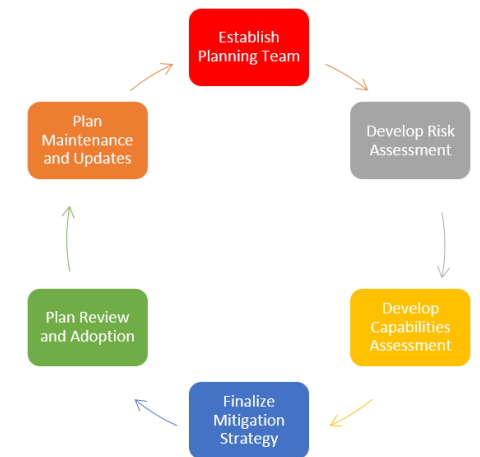 Establish
Planning Team
Develop Risk
Assessment
Develop
Capabilities
Assessment
Finalize
Mitigation
Strategy
Plan Review
and Adoption
Plan
Maintenance
and Updates